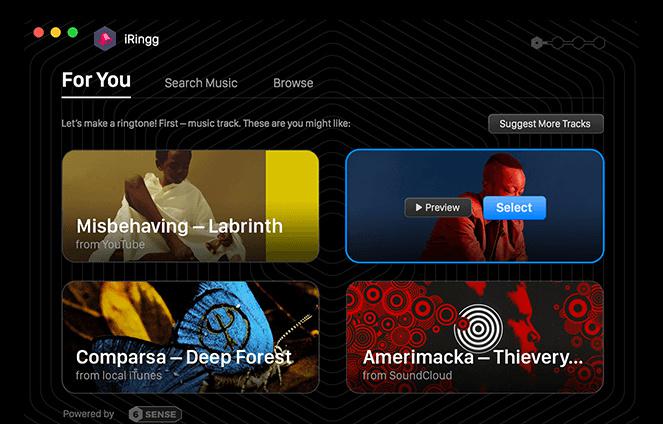 iRingg
For You
Search Music
Browse
Let's make a ringtone! First – music track. These are you might like:
Suggest More Tracks
Misbehaving – Labrinth
from YouTube
Preview
Select
Comparsa – Deep Forest
from local iTunes
Amerimacka – Thievery...
from SoundCloud
Powered by 6 SENSE